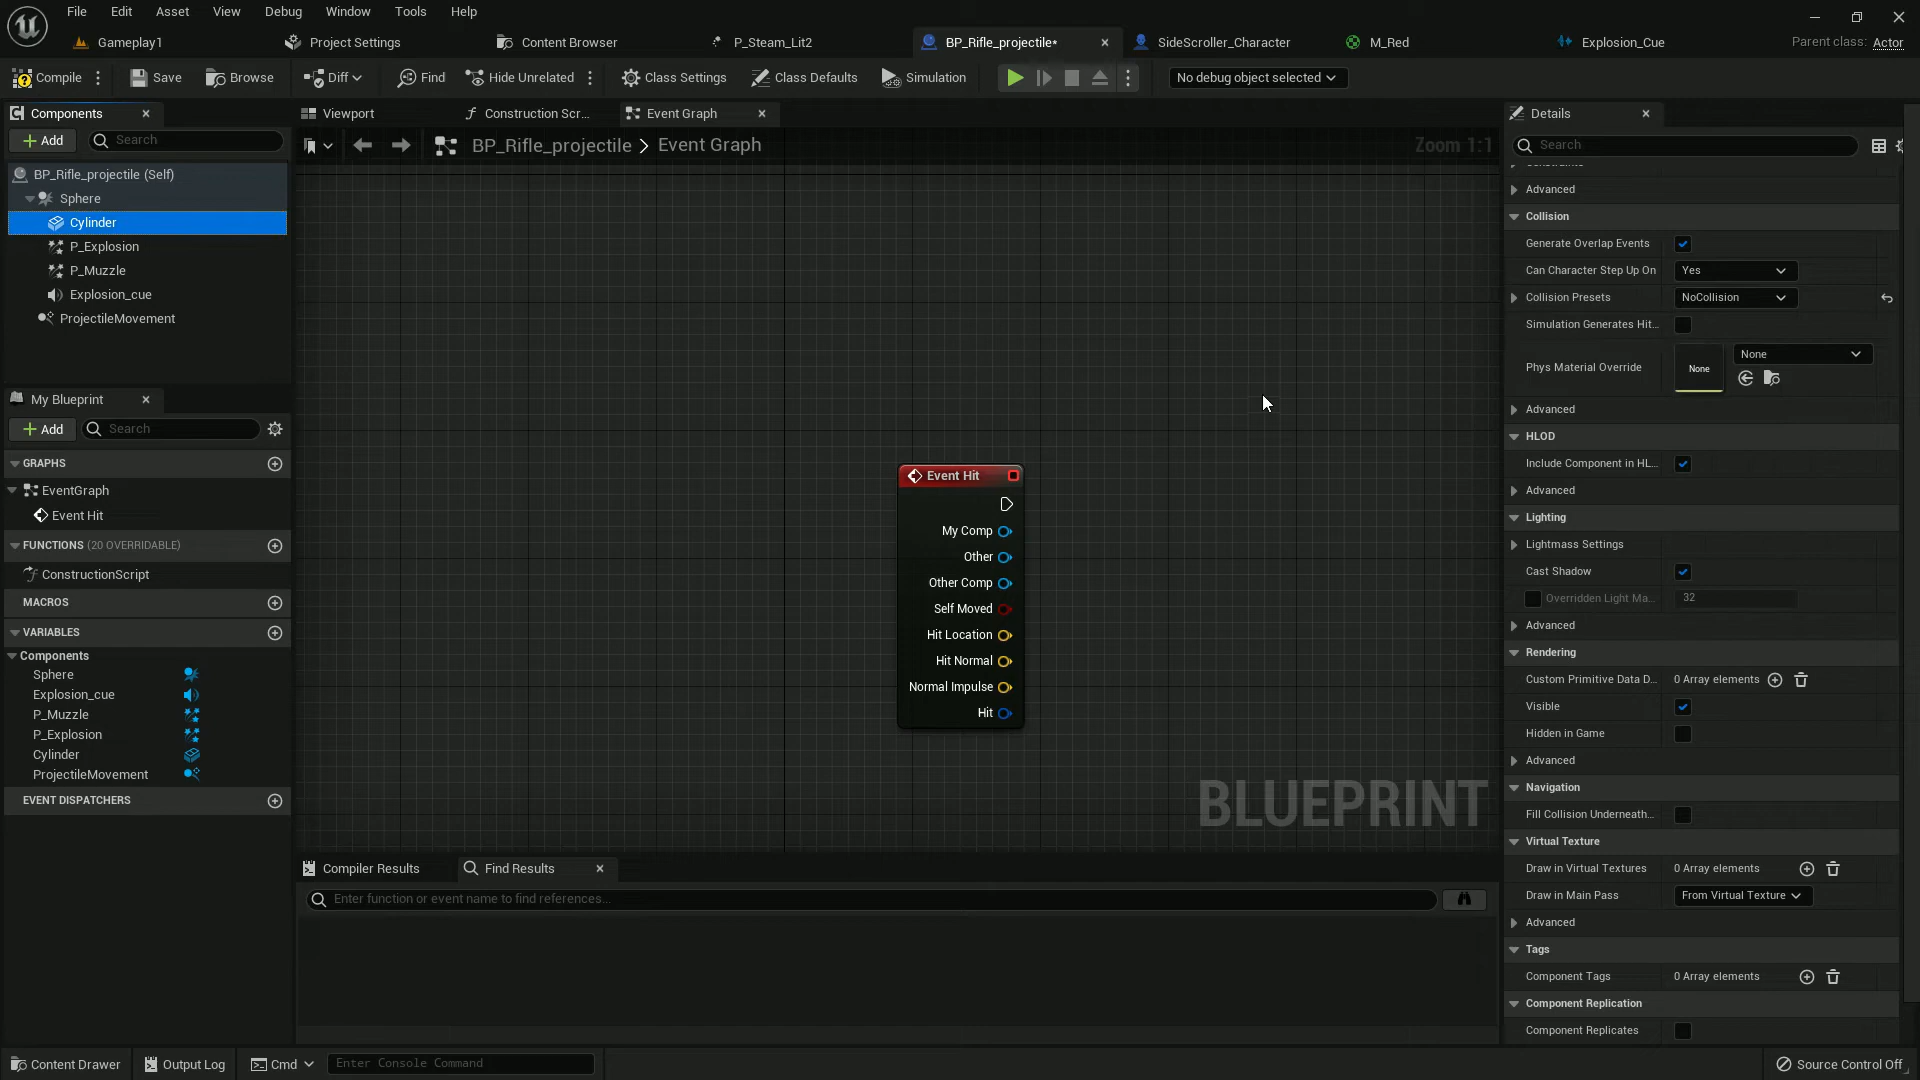 File Edit Asset View Debug Window Tools Help
Gameplay1 Project Settings Content Browser P_Steam_Lit2 BP_Rifle_projectile* SideScroller_Character M_Red Explosion_Cue Parent class: Actor
Compile Save Browse Diff Find Hide Unrelated Class Settings Class Defaults Simulation No debug object selected
Components
Add Search
BP_Rifle_projectile (Self)
Sphere
Cylinder
P_Explosion
P_Muzzle
Explosion_cue
ProjectileMovement
My Blueprint
Add Search
GRAPHS
EventGraph
Event Hit
FUNCTIONS (20 OVERRIDABLE)
ConstructionScript
MACROS
VARIABLES
Components
Sphere
Explosion_cue
P_Muzzle
P_Explosion
Cylinder
ProjectileMovement
EVENT DISPATCHERS
Viewport Construction Scr... Event Graph
BP_Rifle_projectile > Event Graph Zoom 1:1
Event Hit
My Comp
Other
Other Comp
Self Moved
Hit Location
Hit Normal
Normal Impulse
Hit
BLUEPRINT
Compiler Results Find Results
Enter function or event name to find references...
Details
Search
Advanced
Collision
Generate Overlap Events
Can Character Step Up On Yes
Collision Presets NoCollision
Simulation Generates Hit...
Phys Material Override None None
Advanced
HLOD
Include Component in HL...
Advanced
Lighting
Lightmass Settings
Cast Shadow
Overridden Light Ma... 32
Advanced
Rendering
Custom Primitive Data D... 0 Array elements
Visible
Hidden in Game
Advanced
Navigation
Fill Collision Underneath...
Virtual Texture
Draw in Virtual Textures 0 Array elements
Draw in Main Pass From Virtual Texture
Advanced
Tags
Component Tags 0 Array elements
Component Replication
Component Replicates
Content Drawer Output Log Cmd Enter Console Command Source Control Off